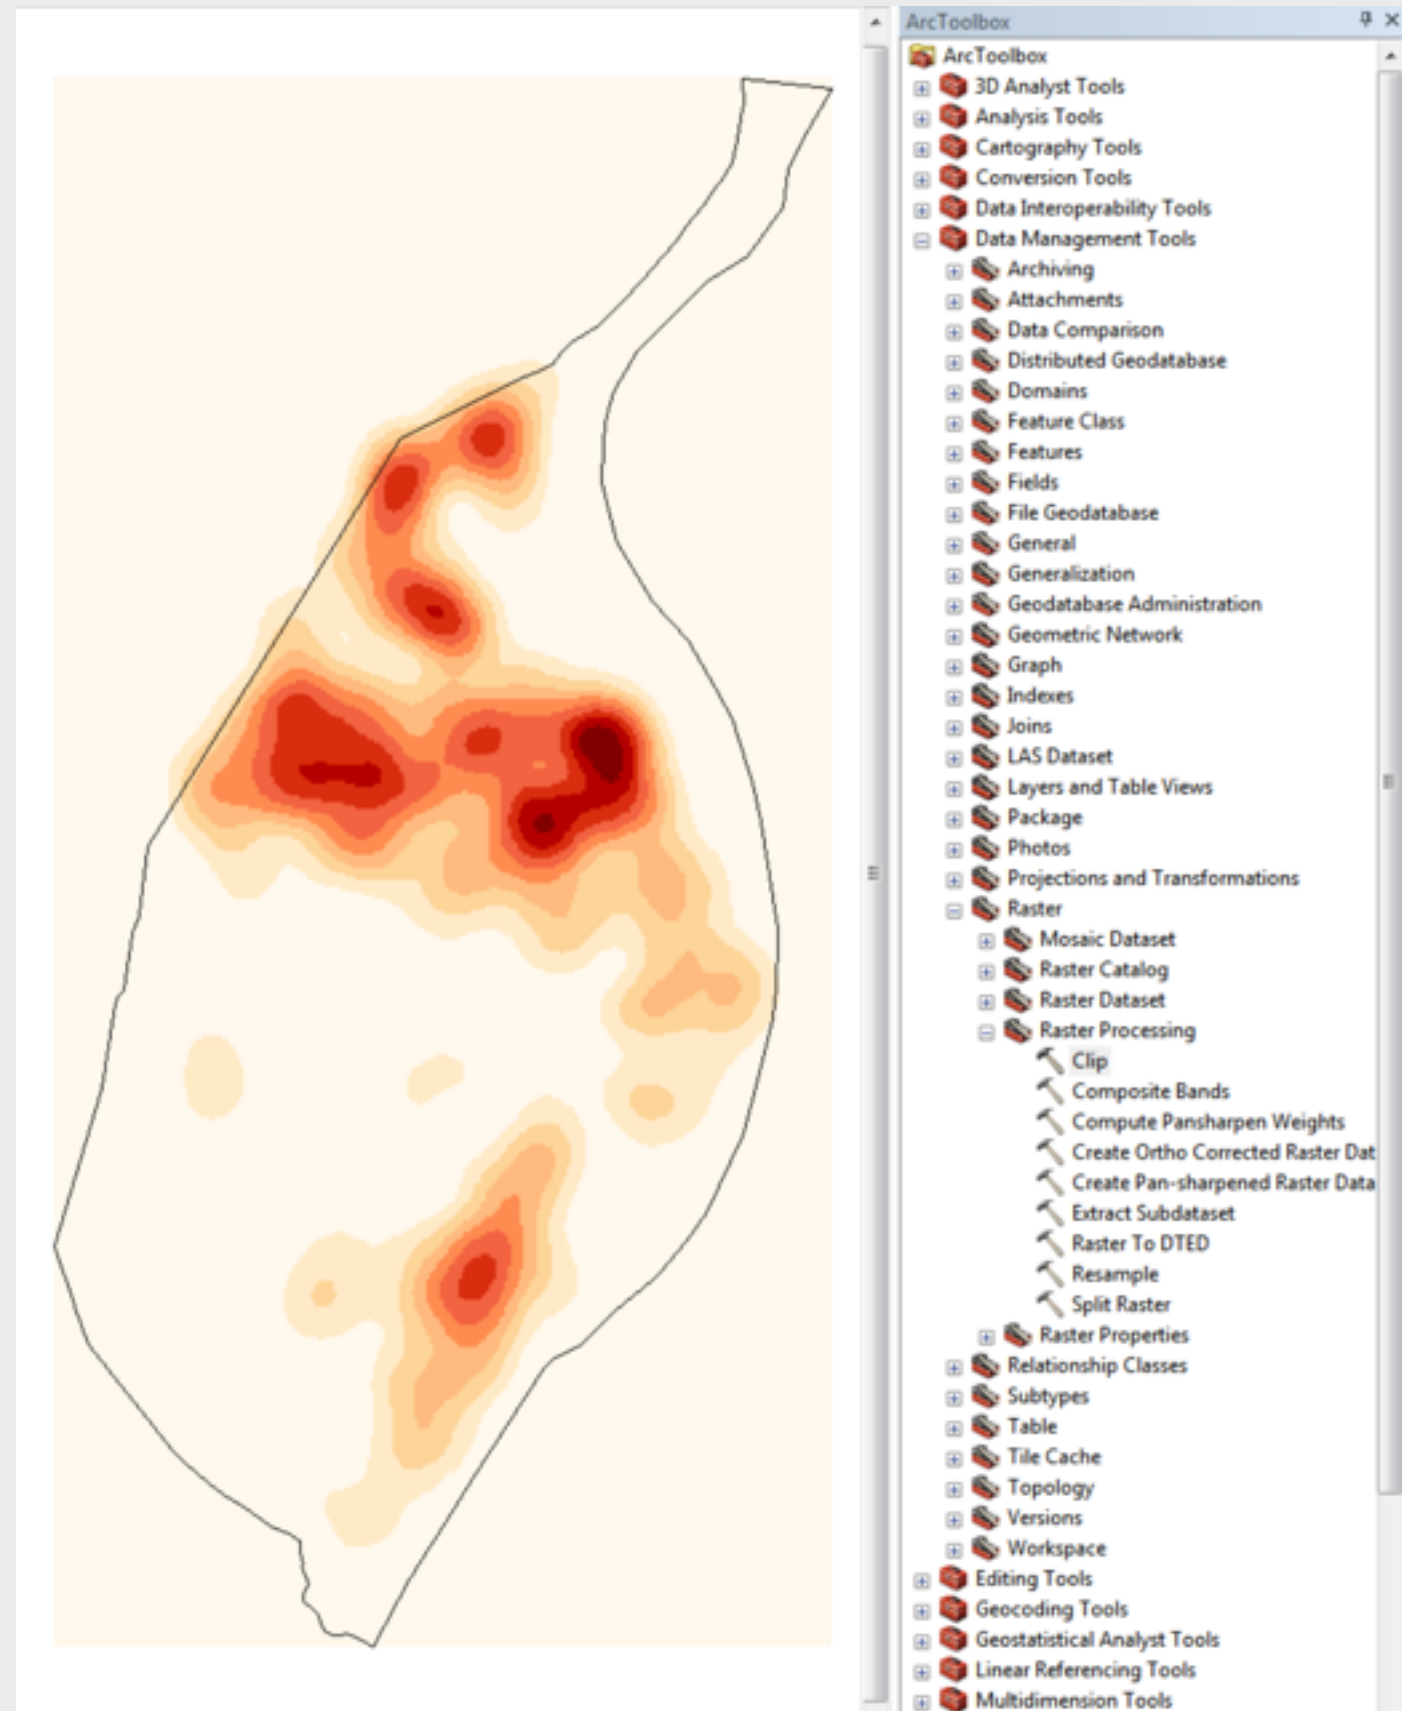 ArcToolbox
ArcToolbox
3D Analyst Tools
Analysis Tools
Cartography Tools
Conversion Tools
Data Interoperability Tools
Data Management Tools
Archiving
Attachments
Data Comparison
Distributed Geodatabase
Domains
Feature Class
Features
Fields
File Geodatabase
General
Generalization
Geodatabase Administration
Geometric Network
Graph
Indexes
Joins
LAS Dataset
Layers and Table Views
Package
Photos
Projections and Transformations
Raster
Mosaic Dataset
Raster Catalog
Raster Dataset
Raster Processing
Clip
Composite Bands
Compute Pansharpen Weights
Create Ortho Corrected Raster Dat
Create Pan-sharpened Raster Data
Extract Subdataset
Raster To DTED
Resample
Split Raster
Raster Properties
Relationship Classes
Subtypes
Table
Tile Cache
Topology
Versions
Workspace
Editing Tools
Geocoding Tools
Geostatistical Analyst Tools
Linear Referencing Tools
Multidimension Tools